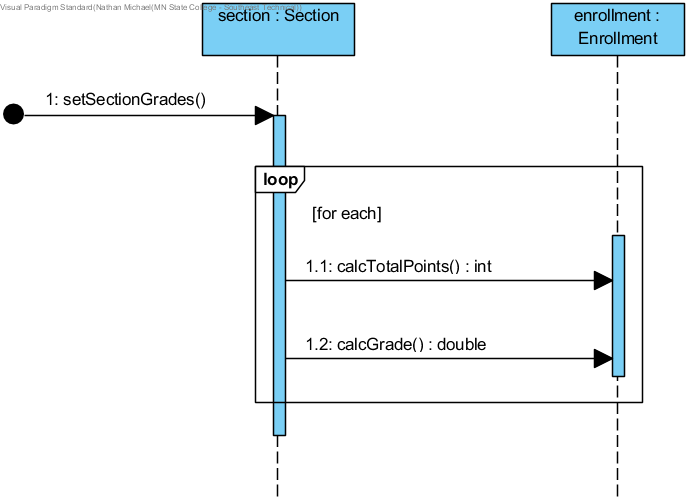 Visual Paradigm Standard(Nathan Michael(MN State College - Southeast Technical))
section : Section
enrollment :
Enrollment
1: setSectionGrades()
loop
[for each]
1.1: calcTotalPoints() : int
1.2: calcGrade() : double